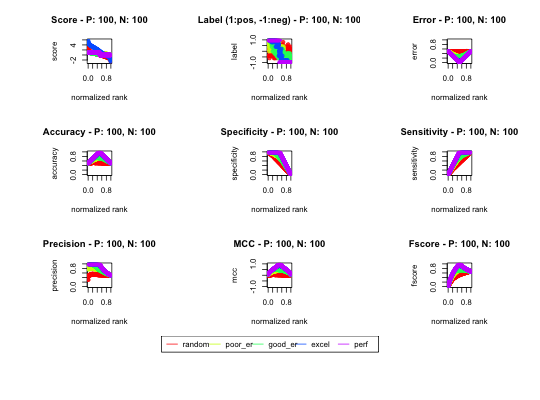 Score - P: 100, N: 100
Label (1:pos, -1:neg) - P: 100, N: 100
Error - P: 100, N: 100
score
-2 4
0.0 0.8
normalized rank
label
-1.0 1.0
0.0 0.8
normalized rank
error
0.0 0.8
0.0 0.8
normalized rank
Accuracy - P: 100, N: 100
Specificity - P: 100, N: 100
Sensitivity - P: 100, N: 100
accuracy
0.0 0.8
0.0 0.8
normalized rank
specificity
0.0 0.8
0.0 0.8
normalized rank
sensitivity
0.0 0.8
0.0 0.8
normalized rank
Precision - P: 100, N: 100
MCC - P: 100, N: 100
Fscore - P: 100, N: 100
precision
0.0 0.8
0.0 0.8
normalized rank
mcc
-1.0 1.0
0.0 0.8
normalized rank
fscore
0.0 0.8
0.0 0.8
normalized rank
random poor_er good_er excel perf